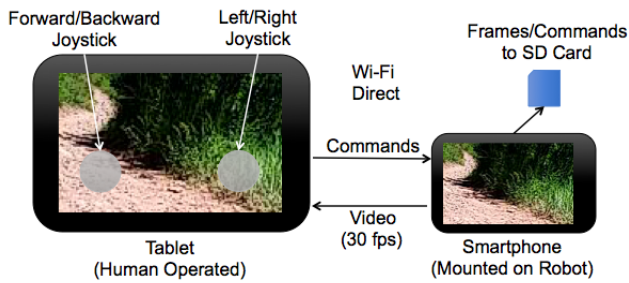 Forward/Backward
Joystick
Left/Right
Joystick
Frames/Commands
to SD Card
Wi-Fi
Direct
Commands
Video
(30 fps)
Tablet
(Human Operated)
Smartphone
(Mounted on Robot)